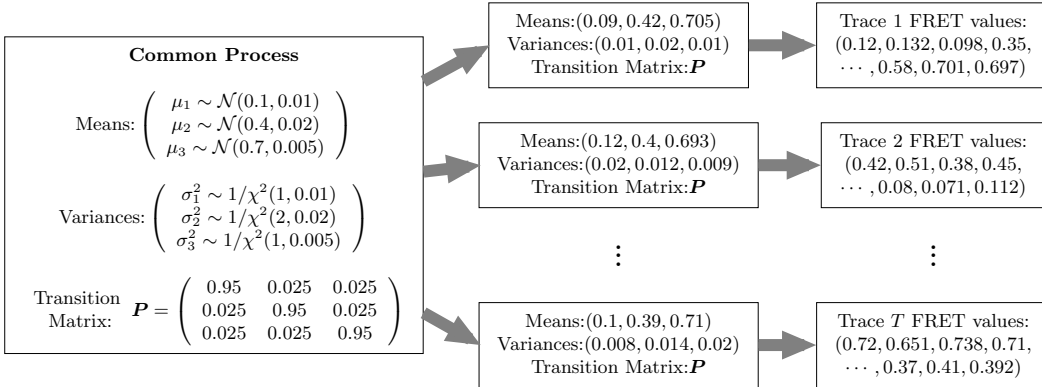 Common Process
Means: ( μ₁ ∼ 𝒩(0.1, 0.01)
μ₂ ∼ 𝒩(0.4, 0.02)
μ₃ ∼ 𝒩(0.7, 0.005) )
Variances: ( σ₁² ∼ 1/χ²(1, 0.01)
σ₂² ∼ 1/χ²(2, 0.02)
σ₃² ∼ 1/χ²(1, 0.005) )
Transition
Matrix:
P = ( 0.95 0.025 0.025
0.025 0.95 0.025
0.025 0.025 0.95 )
Means:(0.09, 0.42, 0.705)
Variances:(0.01, 0.02, 0.01)
Transition Matrix:P
Trace 1 FRET values:
(0.12, 0.132, 0.098, 0.35,
⋯ , 0.58, 0.701, 0.697)
Means:(0.12, 0.4, 0.693)
Variances:(0.02, 0.012, 0.009)
Transition Matrix:P
Trace 2 FRET values:
(0.42, 0.51, 0.38, 0.45,
⋯ , 0.08, 0.071, 0.112)
⋮
⋮
Means:(0.1, 0.39, 0.71)
Variances:(0.008, 0.014, 0.02)
Transition Matrix:P
Trace T FRET values:
(0.72, 0.651, 0.738, 0.71,
⋯ , 0.37, 0.41, 0.392)